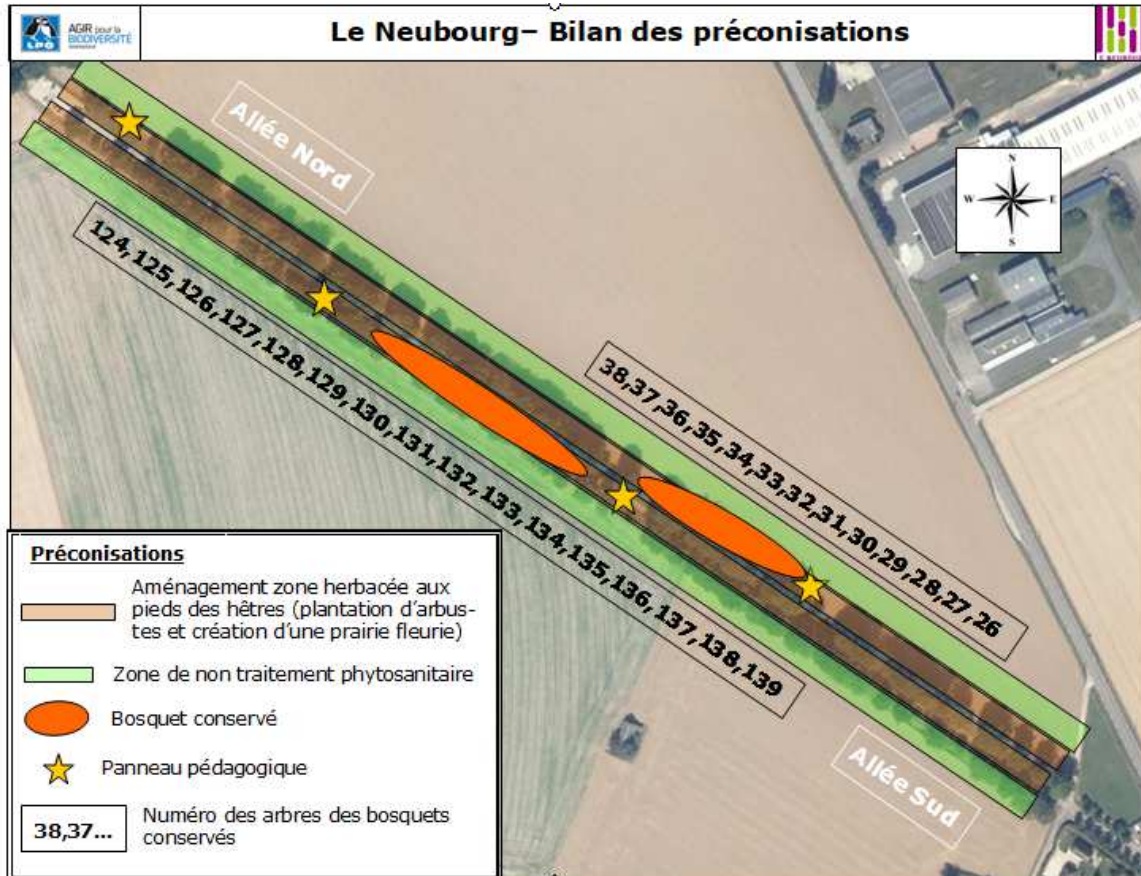 LPO
AGIR pour la
BIODIVERSITÉ
Le Neubourg– Bilan des préconisations
Allée Nord
N
W E
S
124,125,126,127,128,129,130,131,132,133,134,135,136,137,138,139
38,37,36,35,34,33,32,31,30,29,28,27,26
Allée Sud
Préconisations
Aménagement zone herbacée aux
pieds des hêtres (plantation d’arbus-
tes et création d’une prairie fleurie)
Zone de non traitement phytosanitaire
Bosquet conservé
Panneau pédagogique
38,37...
Numéro des arbres des bosquets
conservés